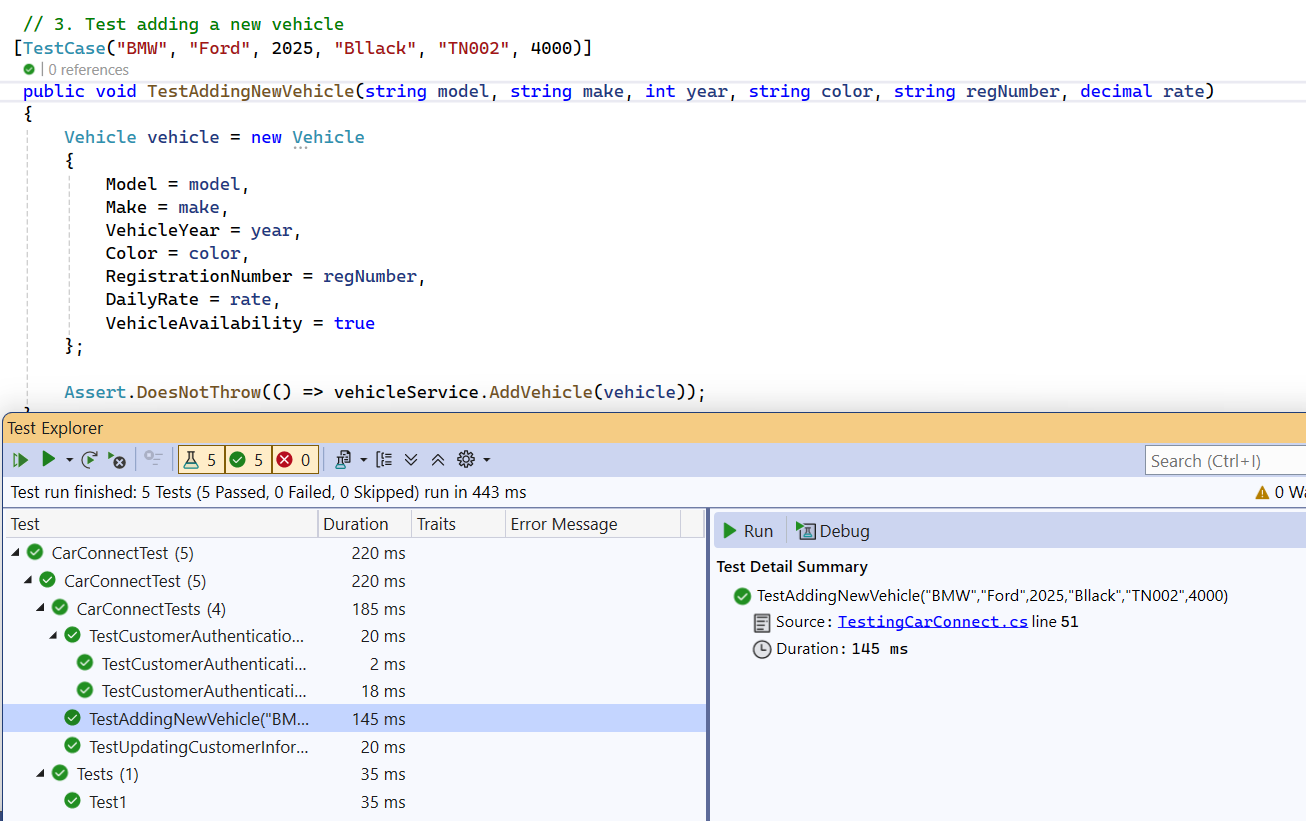 // 3. Test adding a new vehicle
[TestCase("BMW", "Ford", 2025, "Bllack", "TN002", 4000)]
| 0 references
public void TestAddingNewVehicle(string model, string make, int year, string color, string regNumber, decimal rate)
{
Vehicle vehicle = new Vehicle
{
Model = model,
Make = make,
VehicleYear = year,
Color = color,
RegistrationNumber = regNumber,
DailyRate = rate,
VehicleAvailability = true
};
Assert.DoesNotThrow(() => vehicleService.AddVehicle(vehicle));
Test Explorer
5 5 0
Search (Ctrl+I)
Test run finished: 5 Tests (5 Passed, 0 Failed, 0 Skipped) run in 443 ms
0 Wa
Test Duration Traits Error Message
CarConnectTest (5) 220 ms
CarConnectTest (5) 220 ms
CarConnectTests (4) 185 ms
TestCustomerAuthenticatio... 20 ms
TestCustomerAuthenticati... 2 ms
TestCustomerAuthenticati... 18 ms
TestAddingNewVehicle("BM... 145 ms
TestUpdatingCustomerInfor... 20 ms
Tests (1) 35 ms
Test1 35 ms
Run Debug
Test Detail Summary
TestAddingNewVehicle("BMW","Ford",2025,"Bllack","TN002",4000)
Source: TestingCarConnect.cs line 51
Duration: 145 ms